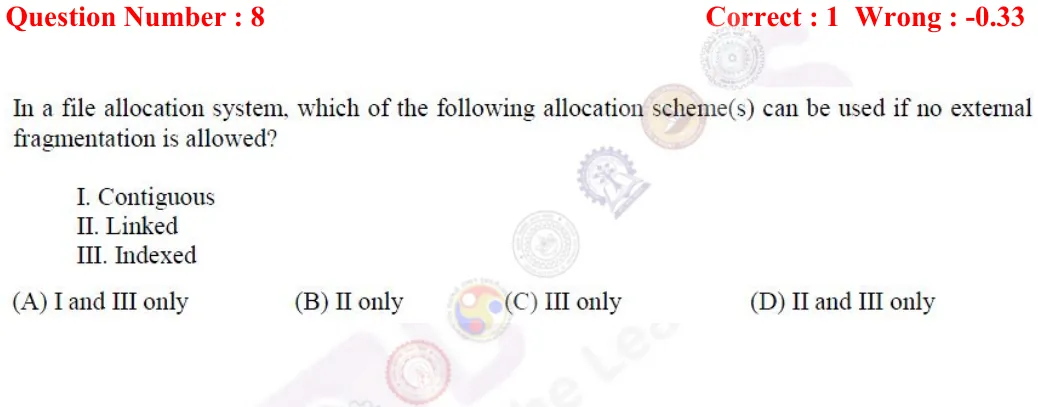 Question Number : 8 Correct : 1 Wrong : -0.33
In a file allocation system, which of the following allocation scheme(s) can be used if no external
fragmentation is allowed?
I. Contiguous
II. Linked
III. Indexed
(A) I and III only (B) II only (C) III only (D) II and III only
he Lea